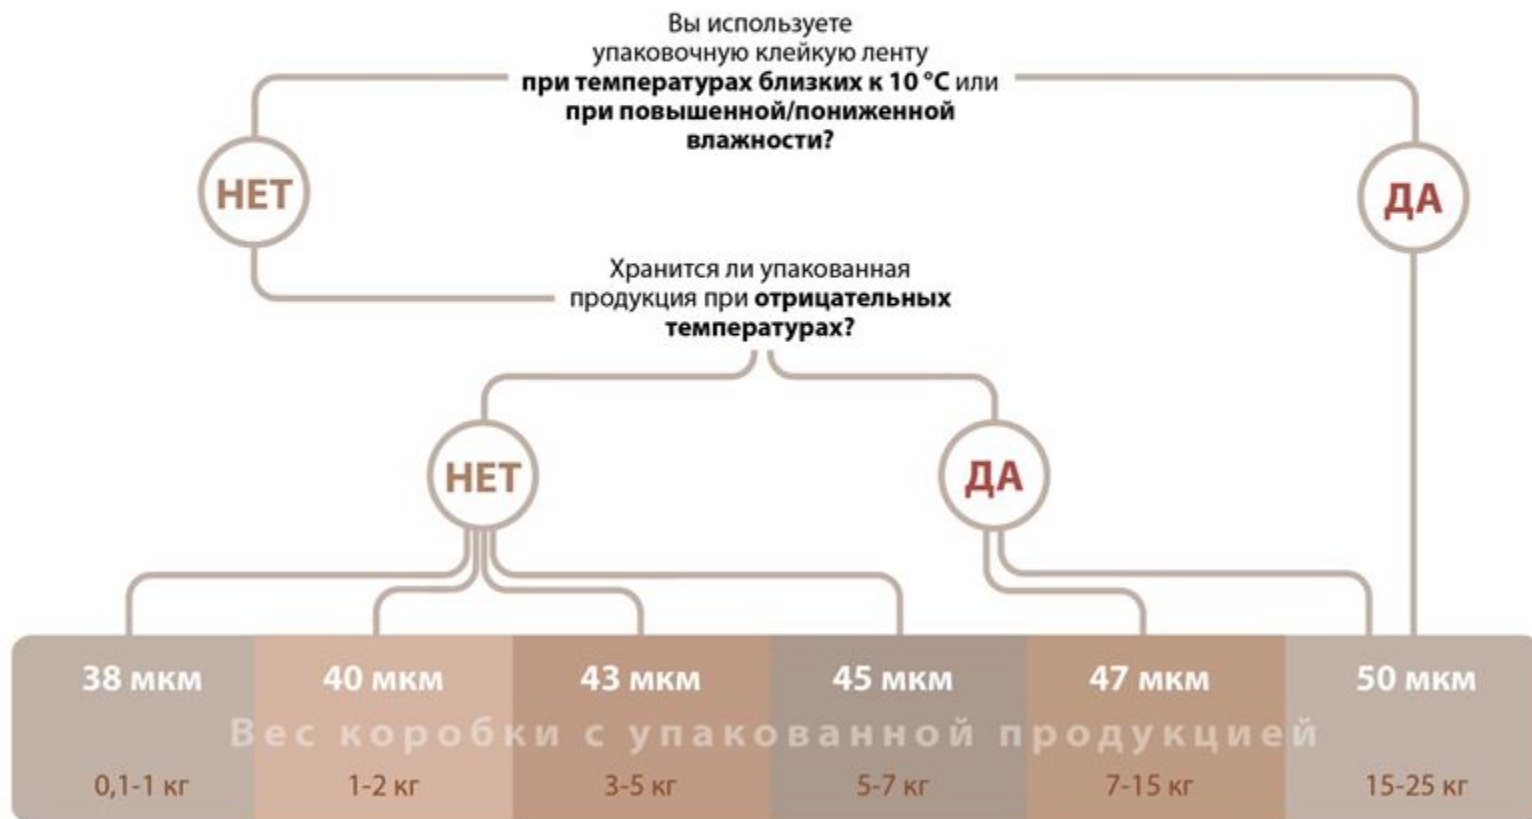 Вы используете
упаковочную клейкую ленту
при температурах близких к 10 °С или
при повышенной/пониженной
влажности?
НЕТ
ДА
Хранится ли упакованная
продукция при отрицательных
температурах?
НЕТ
ДА
38 мкм
40 мкм
43 мкм
45 мкм
47 мкм
50 мкм
Вес коробки с упакованной продукцией
0,1-1 кг
1-2 кг
3-5 кг
5-7 кг
7-15 кг
15-25 кг